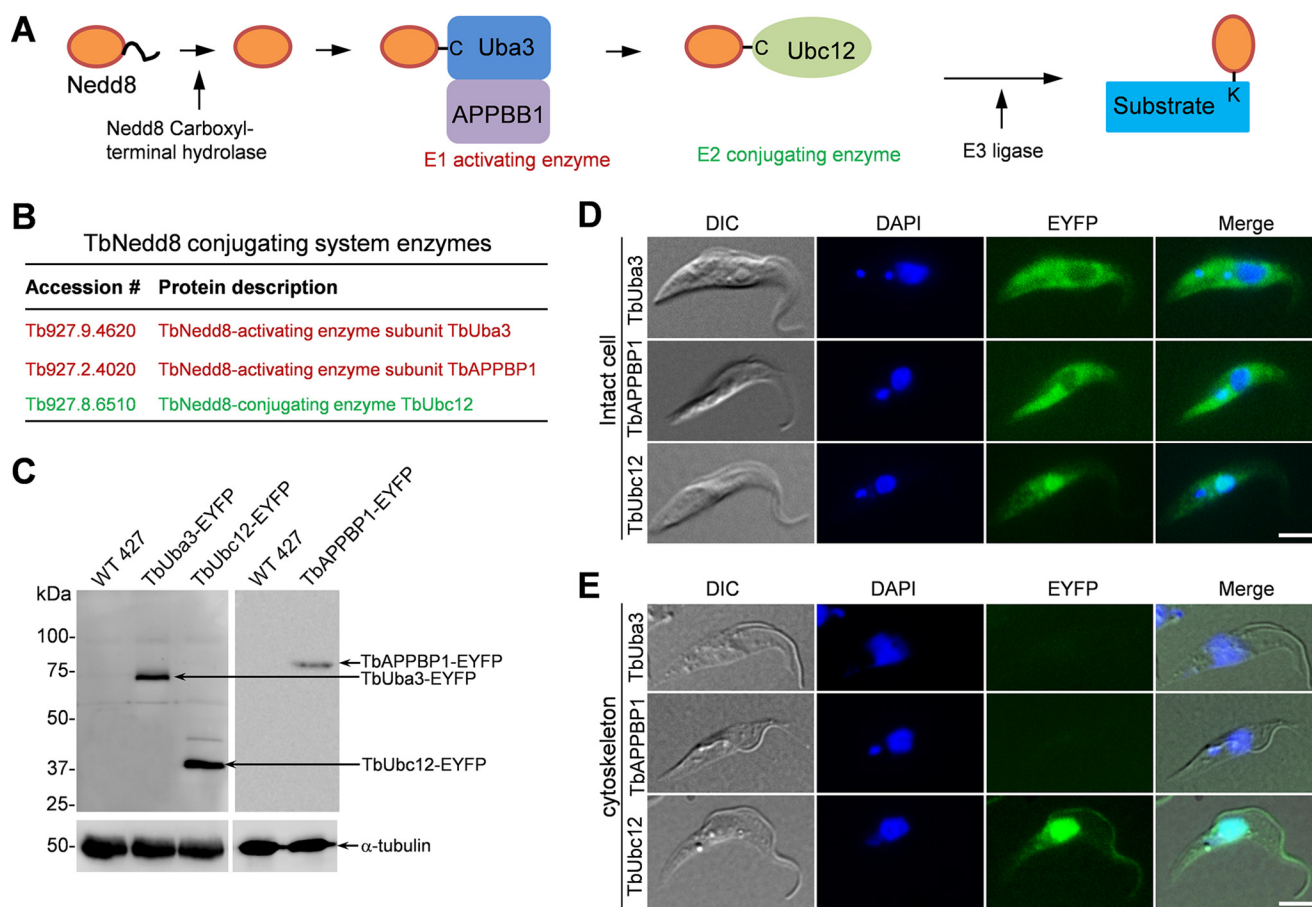 A
Nedd8
Nedd8 Carboxyl-
terminal hydrolase
C
Uba3
APPBB1
E1 activating enzyme
C
Ubc12
E2 conjugating enzyme
E3 ligase
K
Substrate
B
TbNedd8 conjugating system enzymes
Accession # Protein description
Tb927.9.4620 TbNedd8-activating enzyme subunit TbUba3
Tb927.2.4020 TbNedd8-activating enzyme subunit TbAPPBP1
Tb927.8.6510 TbNedd8-conjugating enzyme TbUbc12
C
WT 427
TbUba3-EYFP
TbUbc12-EYFP
WT 427
TbAPPBP1-EYFP
kDa
100-
75-
50-
37-
25-
50-
TbAPPBP1-EYFP
TbUba3-EYFP
TbUbc12-EYFP
α-tubulin
D
DIC DAPI EYFP Merge
Intact cell
TbUba3
TbAPPBP1
TbUbc12
E
DIC DAPI EYFP Merge
cytoskeleton
TbUba3
TbAPPBP1
TbUbc12